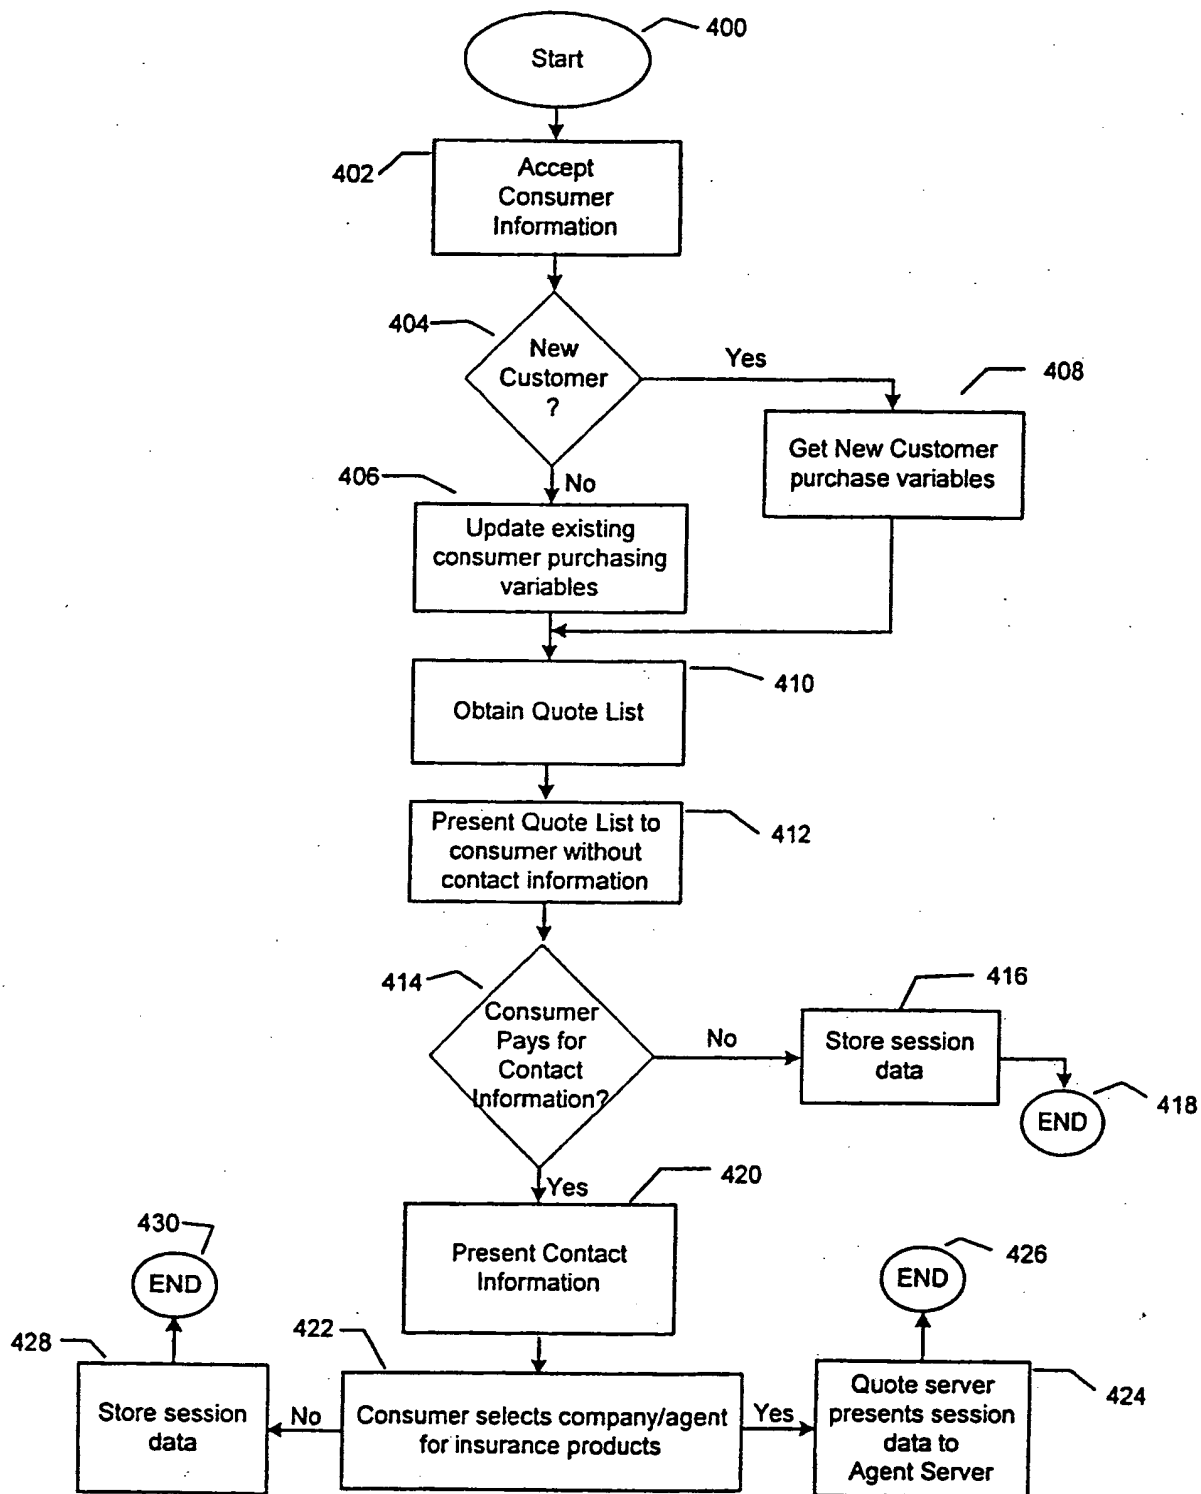 400
Start
402
Accept
Consumer
Information
404
New
Customer
?
Yes
408
Get New Customer
purchase variables
406
No
Update existing
consumer purchasing
variables
410
Obtain Quote List
Present Quote List to
consumer without
contact information
412
414
Consumer
Pays for
Contact
Information?
No
416
Store session
data
END
418
Yes
420
Present Contact
Information
430
END
426
END
428
Store session
data
No
422
Consumer selects company/agent
for insurance products
Yes
Quote server
presents session
data to
Agent Server
424